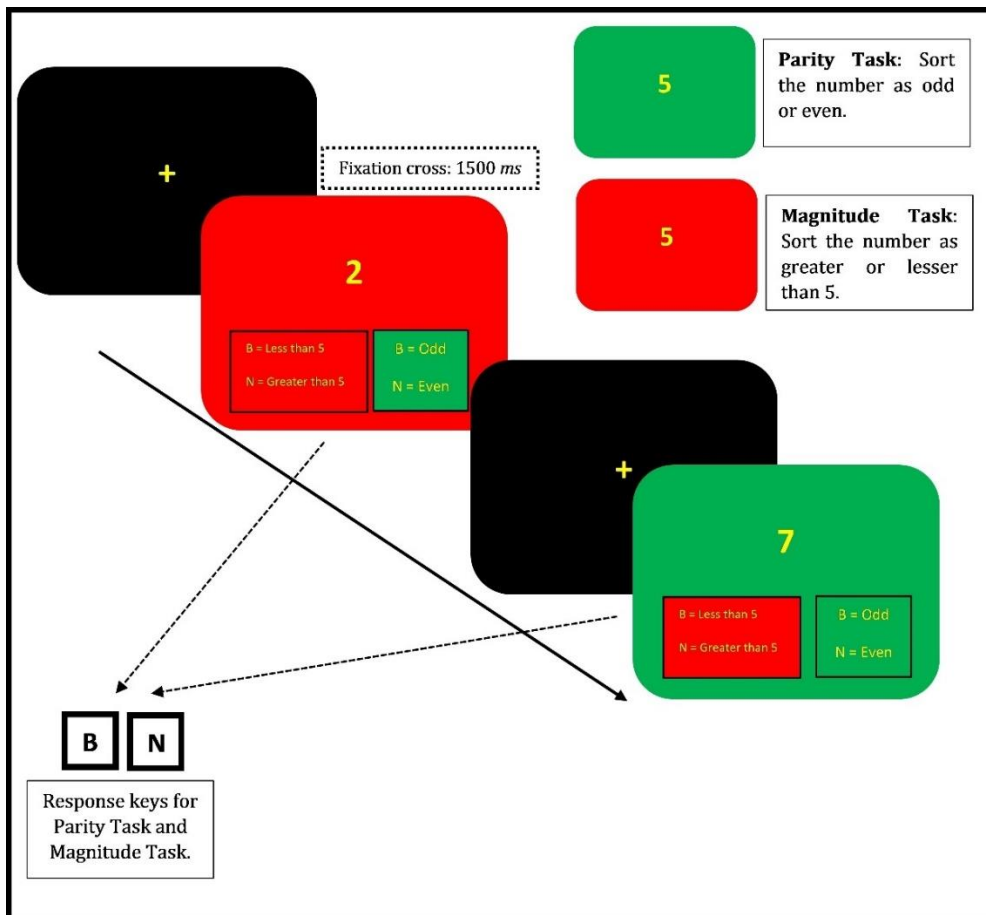 5
Parity Task: Sort
the number as odd
or even.
+
Fixation cross: 1500 ms
5
Magnitude Task:
Sort the number as
greater or lesser
than 5.
2
B = Less than 5
N = Greater than 5
B = Odd
N = Even
+
7
B = Less than 5
N = Greater than 5
B = Odd
N = Even
B
N
Response keys for
Parity Task and
Magnitude Task.